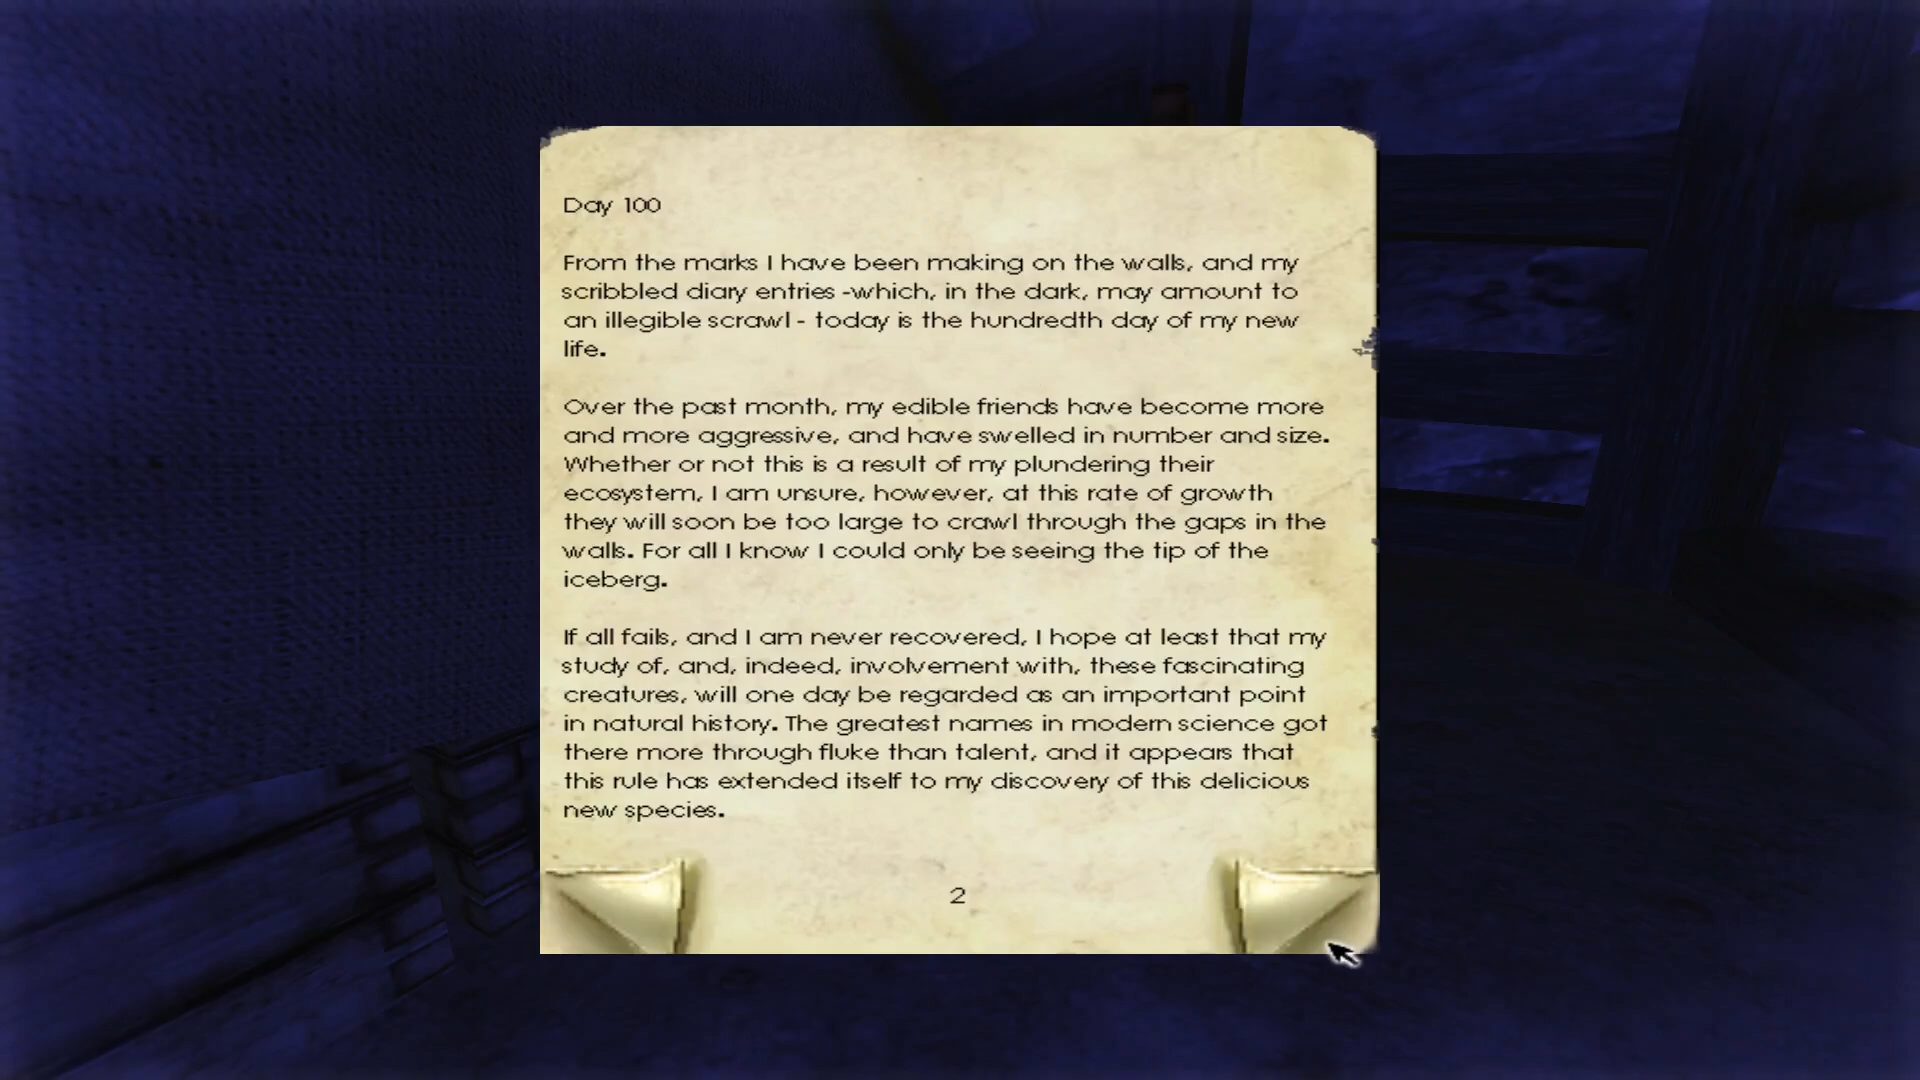 Day 100
From the marks I have been making on the walls, and my
scribbled diary entries -which, in the dark, may amount to
an illegible scrawl - today is the hundredth day of my new
life.
Over the past month, my edible friends have become more
and more aggressive, and have swelled in number and size.
Whether or not this is a result of my plundering their
ecosystem, I am unsure, however, at this rate of growth
they will soon be too large to crawl through the gaps in the
walls. For all I know I could only be seeing the tip of the
iceberg.
If all fails, and I am never recovered, I hope at least that my
study of, and, indeed, involvement with, these fascinating
creatures, will one day be regarded as an important point
in natural history. The greatest names in modern science got
there more through fluke than talent, and it appears that
this rule has extended itself to my discovery of this delicious
new species.
2